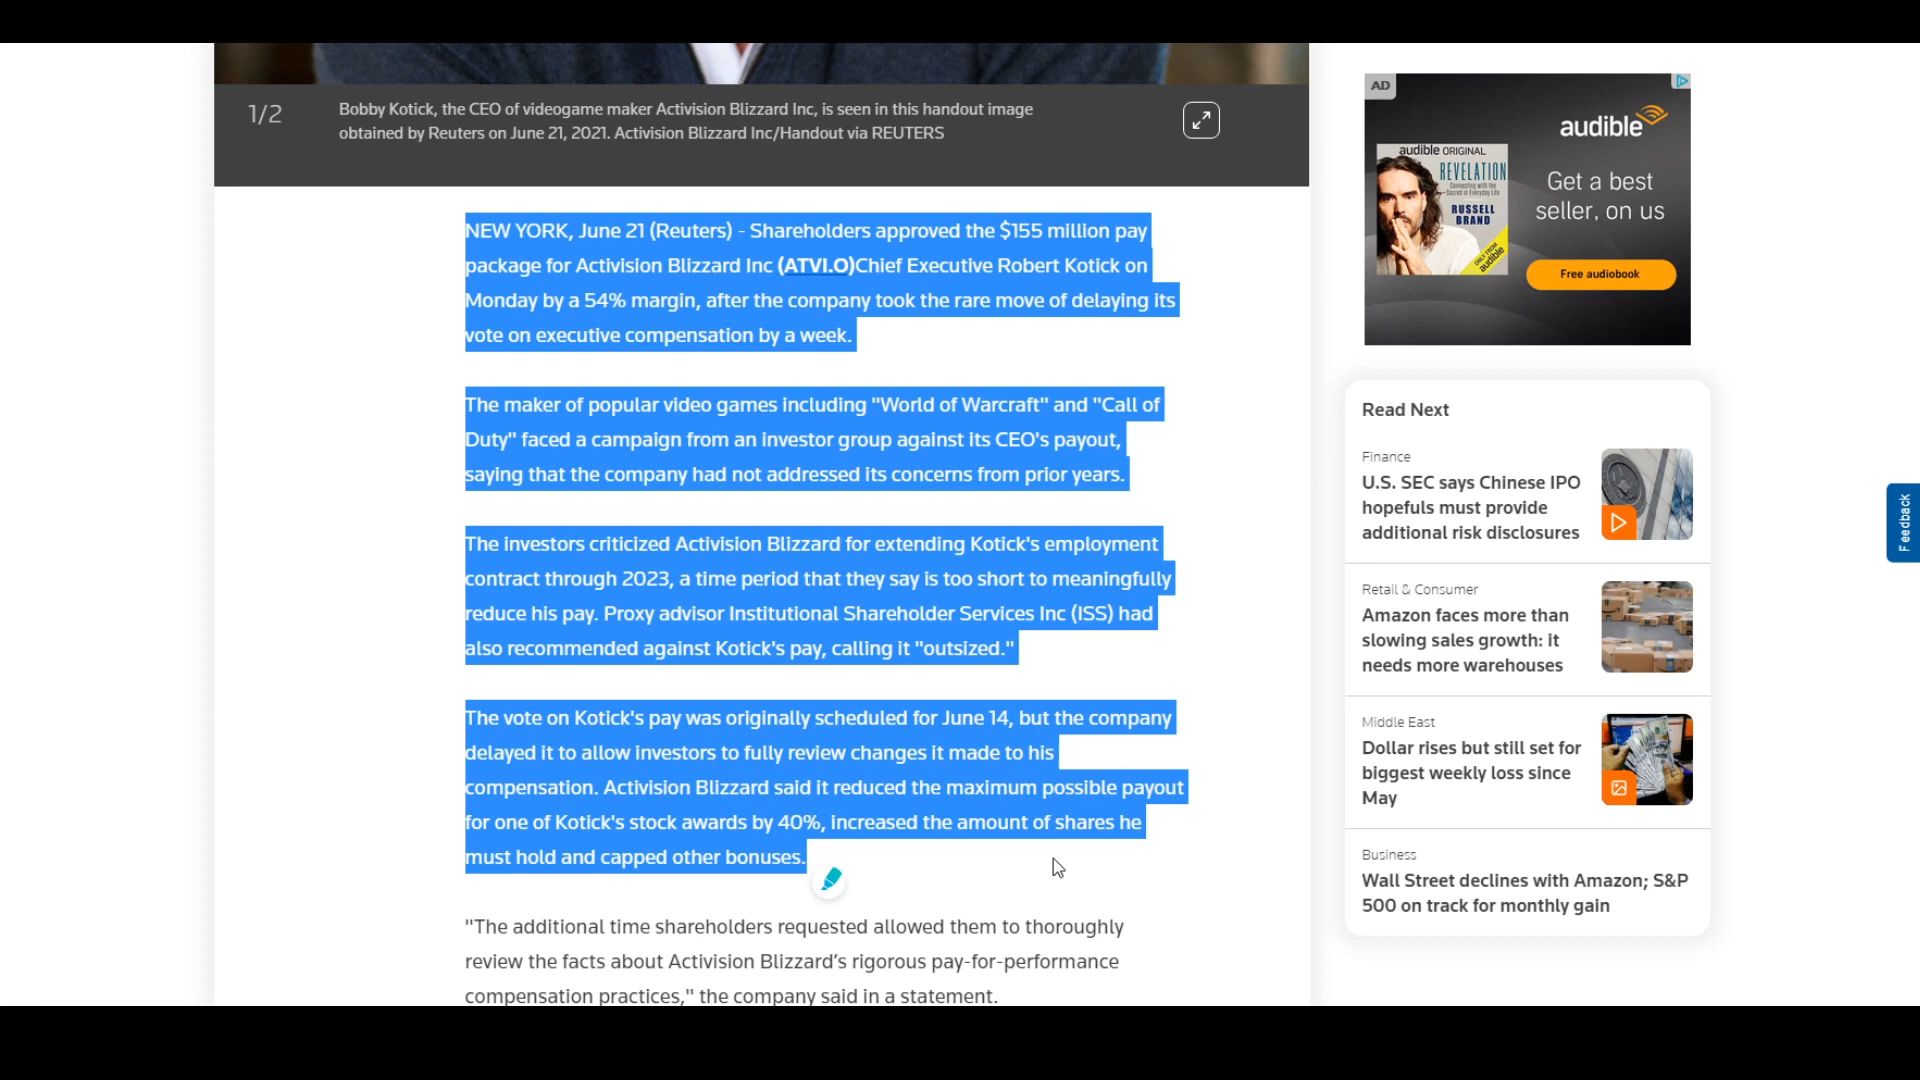 1/2
Bobby Kotick, the CEO of videogame maker Activision Blizzard Inc, is seen in this handout image
obtained by Reuters on June 21, 2021. Activision Blizzard Inc/Handout via REUTERS
NEW YORK, June 21 (Reuters) - Shareholders approved the $155 million pay
package for Activision Blizzard Inc (ATVI.O)Chief Executive Robert Kotick on
Monday by a 54% margin, after the company took the rare move of delaying its
vote on executive compensation by a week.
The maker of popular video games including "World of Warcraft" and "Call of
Duty" faced a campaign from an investor group against its CEO's payout,
saying that the company had not addressed its concerns from prior years.
The investors criticized Activision Blizzard for extending Kotick's employment
contract through 2023, a time period that they say is too short to meaningfully
reduce his pay. Proxy advisor Institutional Shareholder Services Inc (ISS) had
also recommended against Kotick's pay, calling it "outsized."
The vote on Kotick's pay was originally scheduled for June 14, but the company
delayed it to allow investors to fully review changes it made to his
compensation. Activision Blizzard said it reduced the maximum possible payout
for one of Kotick's stock awards by 40%, increased the amount of shares he
must hold and capped other bonuses.
"The additional time shareholders requested allowed them to thoroughly
review the facts about Activision Blizzard’s rigorous pay-for-performance
compensation practices," the company said in a statement.
AD
audible
audible ORIGINAL
REVELATION
Connecting with the
Sacred in Everyday Life
RUSSELL
BRAND
ONLY FROM
audible
Get a best
seller, on us
Free audiobook
Read Next
Finance
U.S. SEC says Chinese IPO
hopefuls must provide
additional risk disclosures
Retail & Consumer
Amazon faces more than
slowing sales growth: it
needs more warehouses
Middle East
Dollar rises but still set for
biggest weekly loss since
May
Business
Wall Street declines with Amazon; S&P
500 on track for monthly gain
Feedback